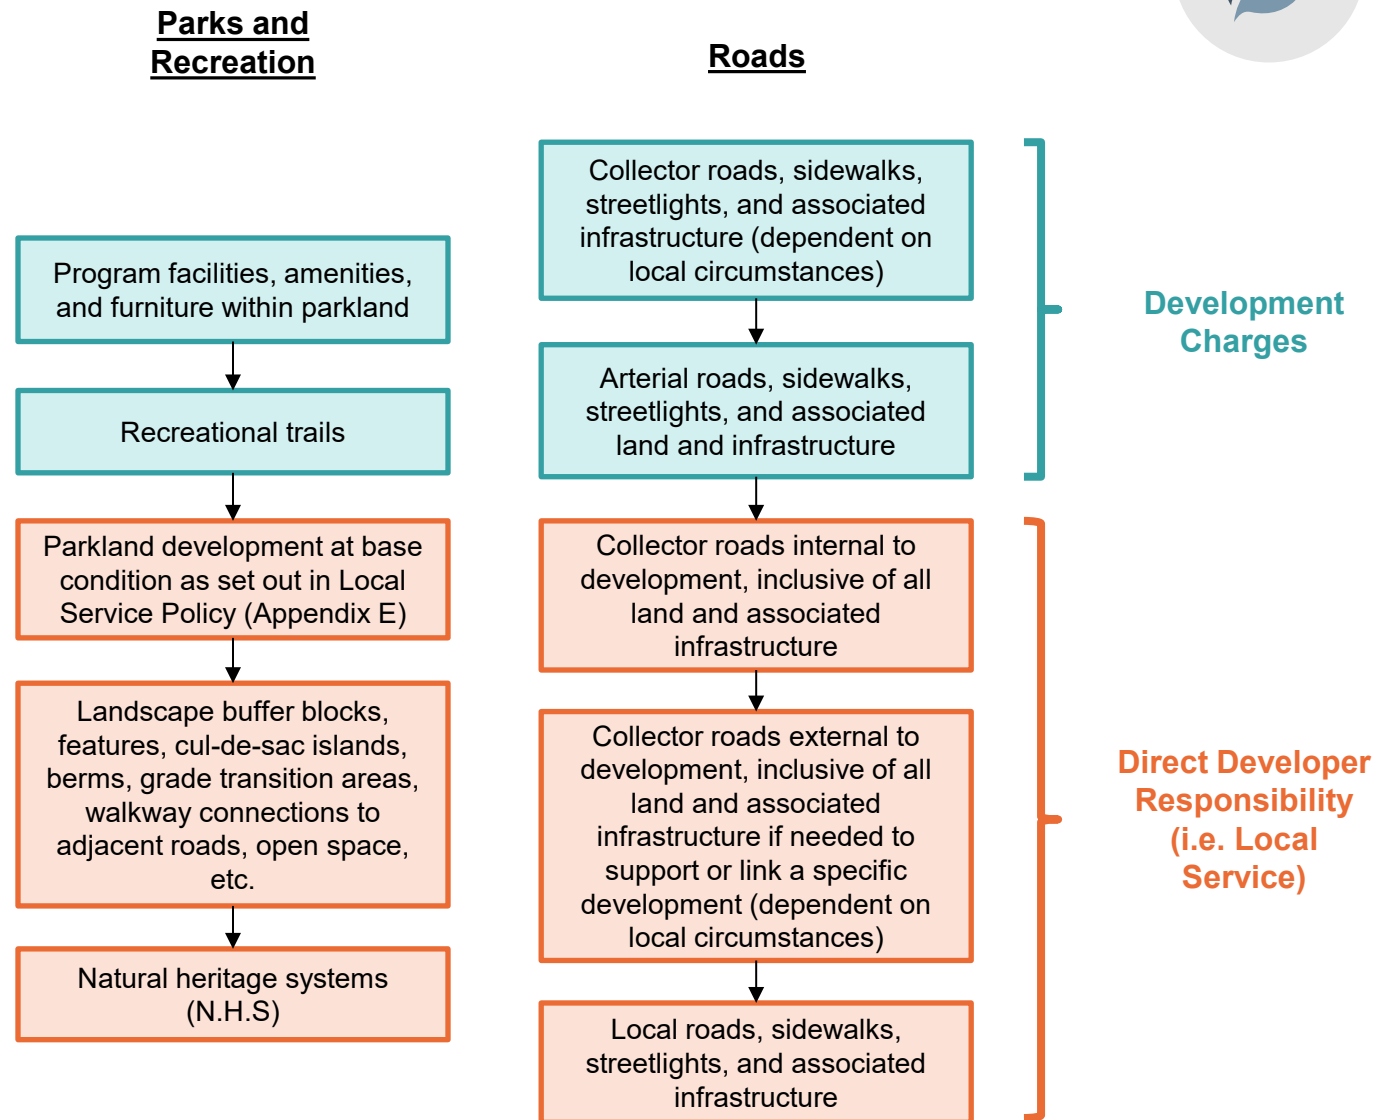 Parks and
Recreation
Roads
Program facilities, amenities,
and furniture within parkland
Recreational trails
Parkland development at base
condition as set out in Local
Service Policy (Appendix E)
Landscape buffer blocks,
features, cul-de-sac islands,
berms, grade transition areas,
walkway connections to
adjacent roads, open space,
etc.
Natural heritage systems
(N.H.S)
Collector roads, sidewalks,
streetlights, and associated
infrastructure (dependent on
local circumstances)
Arterial roads, sidewalks,
streetlights, and associated
land and infrastructure
Collector roads internal to
development, inclusive of all
land and associated
infrastructure
Collector roads external to
development, inclusive of all
land and associated
infrastructure if needed to
support or link a specific
development (dependent on
local circumstances)
Local roads, sidewalks,
streetlights, and associated
infrastructure
Development
Charges
Direct Developer
Responsibility
(i.e. Local
Service)